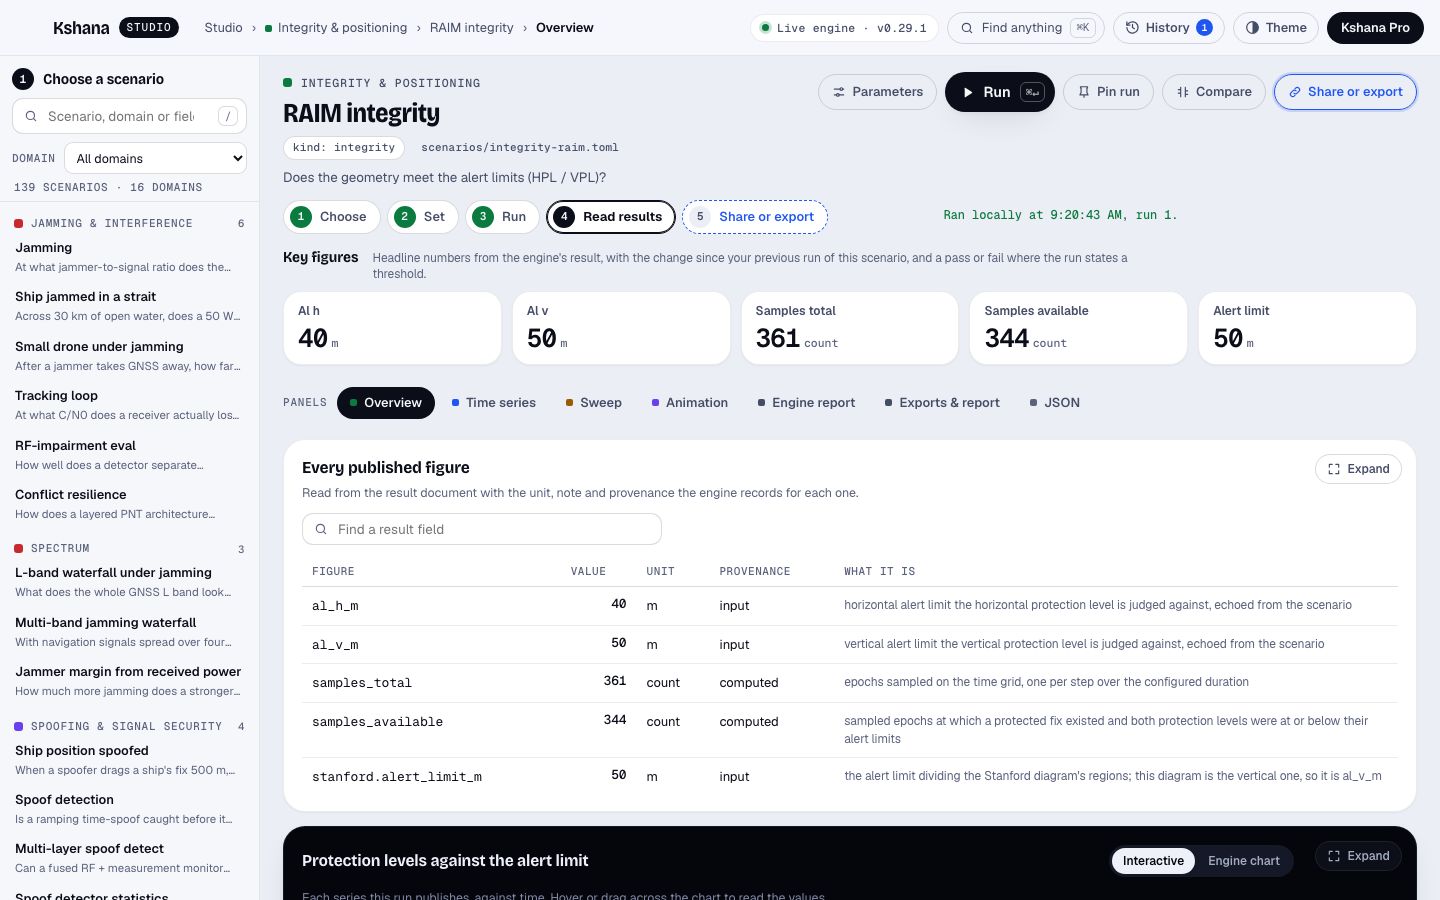 Kshana STUDIO
Studio › Integrity & positioning › RAIM integrity › Overview
Live engine · v0.29.1
Find anything ⌘K
History 1
Theme
Kshana Pro
1 Choose a scenario
Scenario, domain or fiel /
DOMAIN All domains
139 SCENARIOS · 16 DOMAINS
JAMMING & INTERFERENCE 6
Jamming
At what jammer-to-signal ratio does the…
Ship jammed in a strait
Across 30 km of open water, does a 50 W…
Small drone under jamming
After a jammer takes GNSS away, how far…
Tracking loop
At what C/N0 does a receiver actually los…
RF-impairment eval
How well does a detector separate…
Conflict resilience
How does a layered PNT architecture…
SPECTRUM 3
L-band waterfall under jamming
What does the whole GNSS L band look…
Multi-band jamming waterfall
With navigation signals spread over four…
Jammer margin from received power
How much more jamming does a stronger…
SPOOFING & SIGNAL SECURITY 4
Ship position spoofed
When a spoofer drags a ship's fix 500 m,…
Spoof detection
Is a ramping time-spoof caught before it…
Multi-layer spoof detect
Can a fused RF + measurement monitor…
Spoof detector statistics
INTEGRITY & POSITIONING
RAIM integrity
kind: integrity scenarios/integrity-raim.toml
Does the geometry meet the alert limits (HPL / VPL)?
Parameters
Run ⌘↵
Pin run
Compare
Share or export
1 Choose
2 Set
3 Run
4 Read results
5 Share or export
Ran locally at 9:20:43 AM, run 1.
Key figures Headline numbers from the engine's result, with the change since your previous run of this scenario, and a pass or fail where the run states a
threshold.
Al h
40 m
Al v
50 m
Samples total
361 count
Samples available
344 count
Alert limit
50 m
PANELS Overview Time series Sweep Animation Engine report Exports & report JSON
Every published figure
Expand
Read from the result document with the unit, note and provenance the engine records for each one.
Find a result field
FIGURE VALUE UNIT PROVENANCE WHAT IT IS
al_h_m 40 m input horizontal alert limit the horizontal protection level is judged against, echoed from the scenario
al_v_m 50 m input vertical alert limit the vertical protection level is judged against, echoed from the scenario
samples_total 361 count computed epochs sampled on the time grid, one per step over the configured duration
samples_available 344 count computed sampled epochs at which a protected fix existed and both protection levels were at or below their
alert limits
stanford.alert_limit_m 50 m input the alert limit dividing the Stanford diagram's regions; this diagram is the vertical one, so it is al_v_m
Protection levels against the alert limit
Interactive Engine chart
Expand
Each series this run publishes, against time. Hover or drag across the chart to read the values.